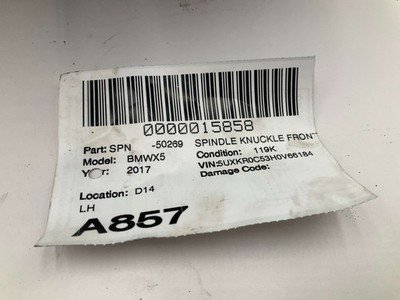 0000015858
Part: SPN -50269 SPINDLE KNUCKLE FRONT
Model: BMWX5 Condition: 119K
Year: 2017 VIN:5UXKR0C53H0V66184
Damage Code:
Location: D14
LH
A857